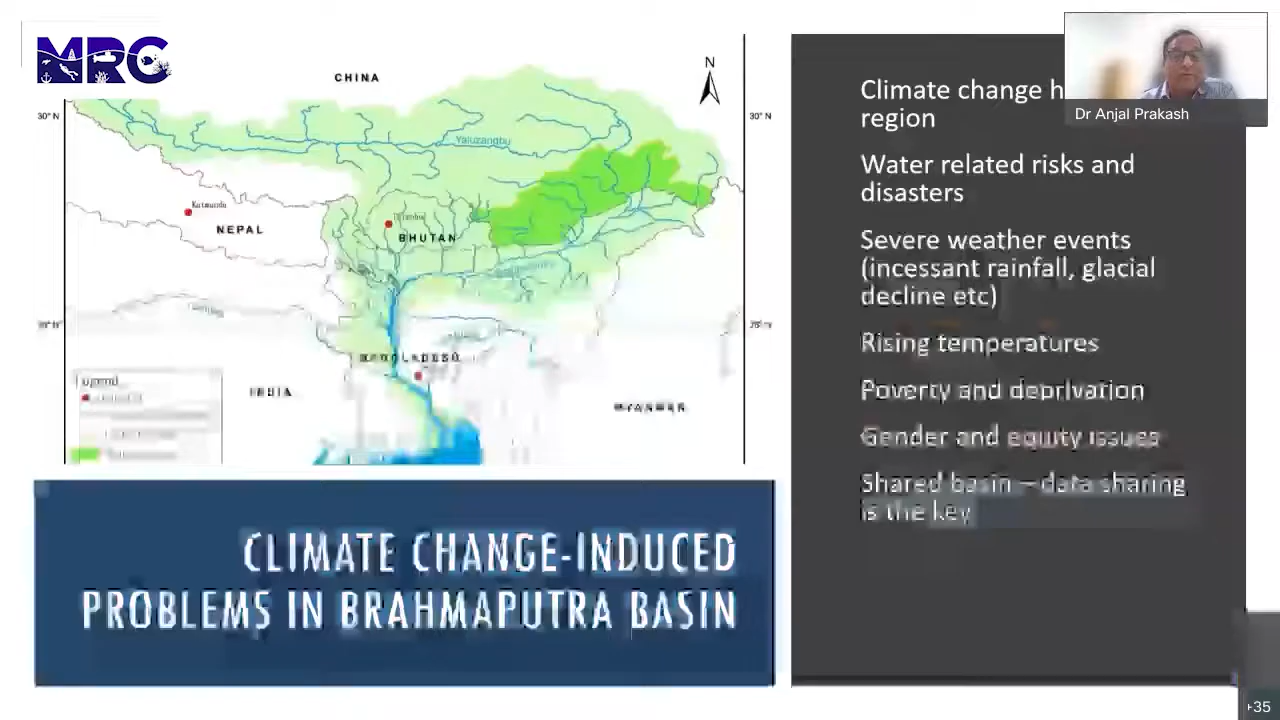 MRC
CHINA
N
30° N
30° N
Yaluzangbu
NEPAL
BHUTAN
BANGLADESH
INDIA
MYANMAR
Legend
CLIMATE CHANGE-INDUCED
PROBLEMS IN BRAHMAPUTRA BASIN
Climate change h
region
Water related risks and
disasters
Severe weather events
(incessant rainfall, glacial
decline etc)
Rising temperatures
Poverty and deprivation
Gender and equity issues
Shared basin – data sharing
is the key
Dr Anjal Prakash
+35